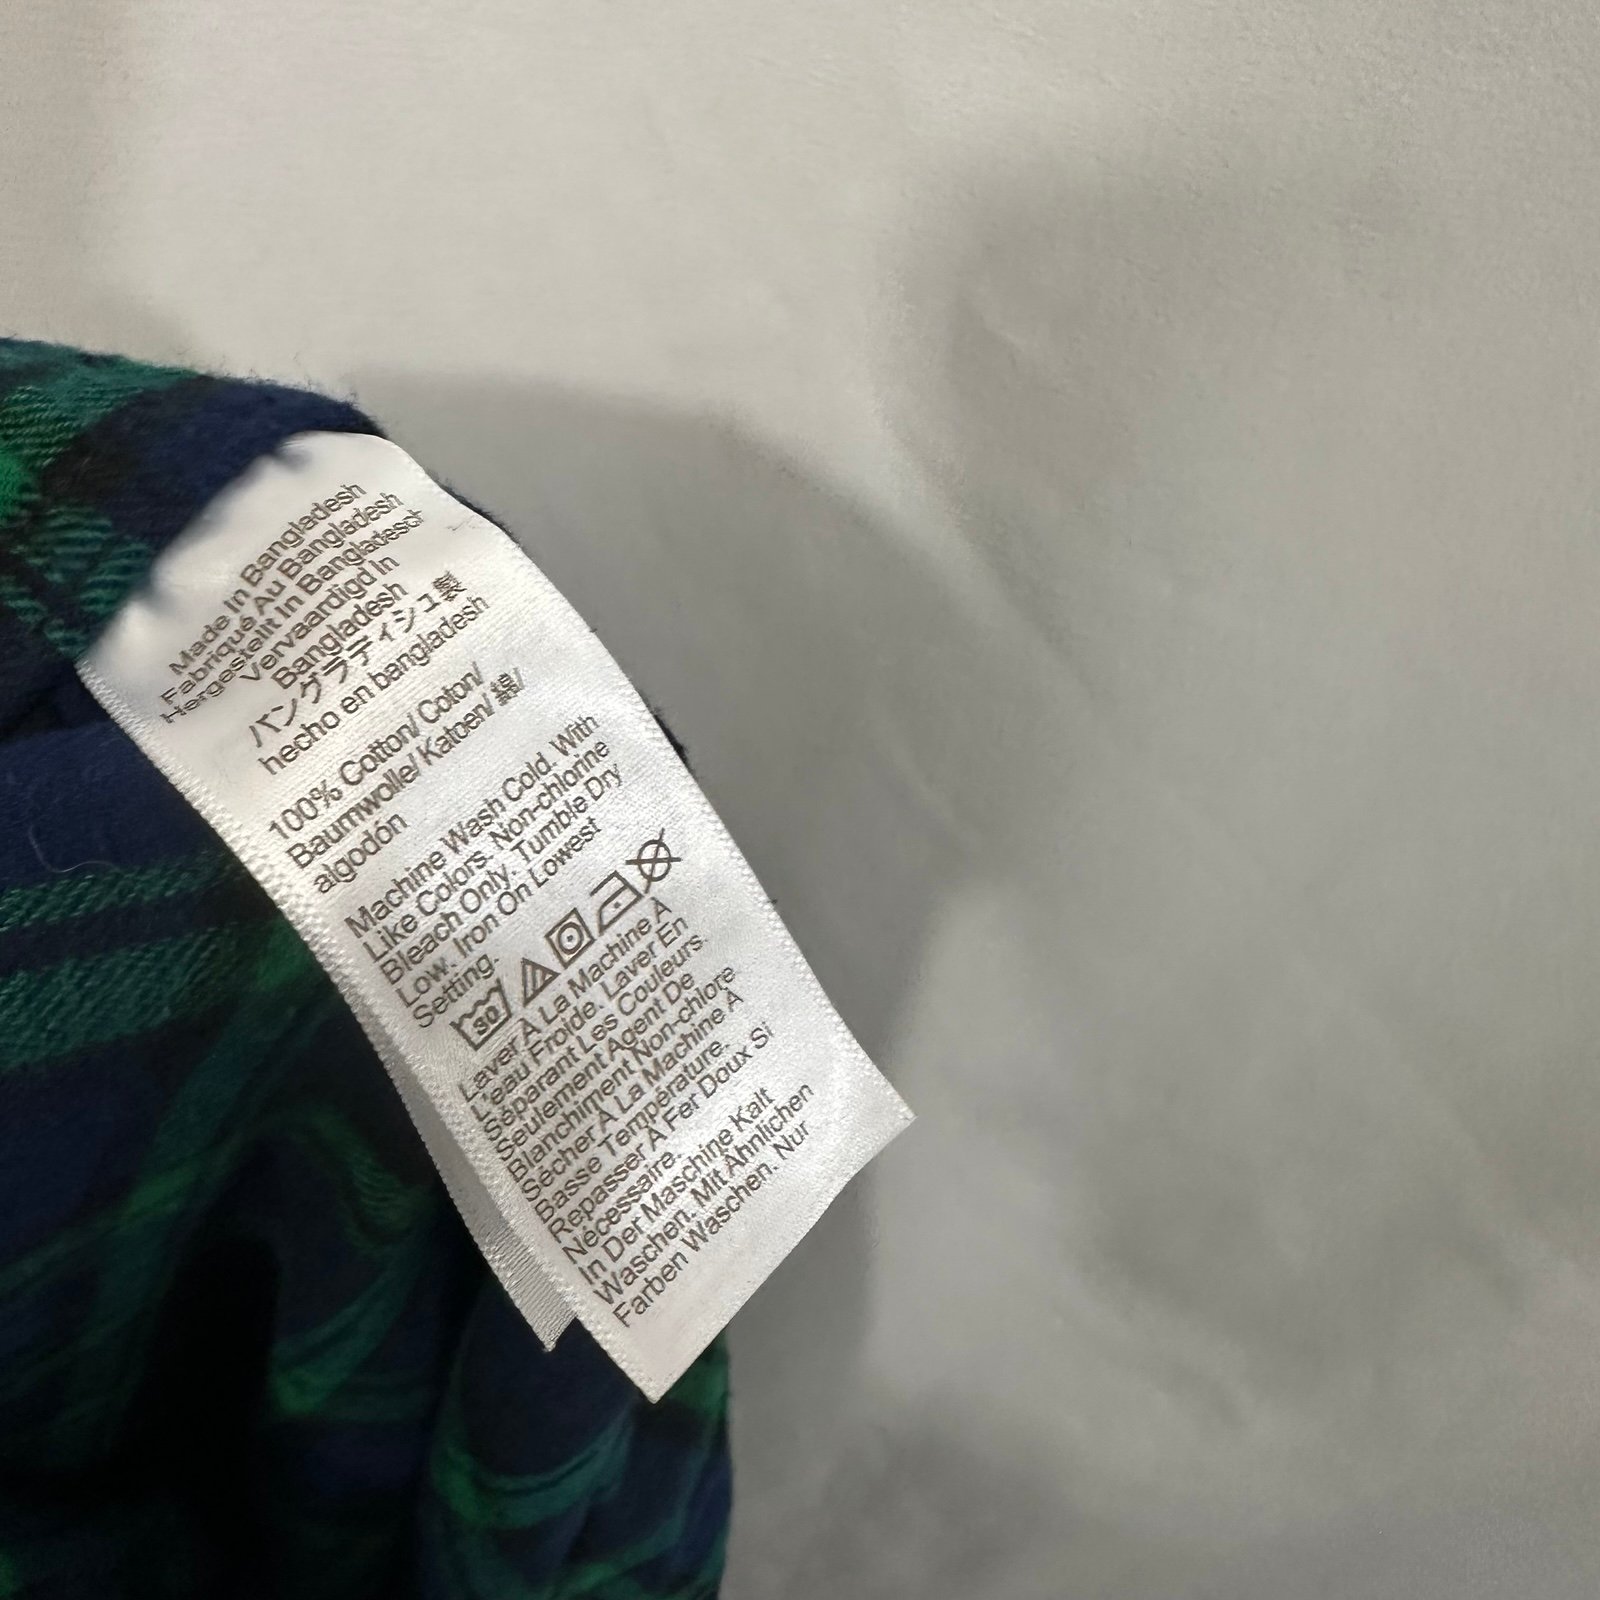 Made In Bangladesh
Fabriqué Au Bangladesh
Hergestellt In Bangladesch
Vervaardigd In
Bangladesh
バングラディシュ製
hecho en bangladesh
100% Cotton/ Coton/
Baumwolle/ Katoen/ 綿/
algodón
Machine Wash Cold. With
Like Colors. Non-chlorine
Bleach Only. Tumble Dry
Low. Iron On Lowest
Setting.
30
Laver À La Machine À
L'eau Froide. Laver En
Séparant Les Couleurs.
Seulement Agent De
Blanchiment Non-chlore
Sécher À La Machine À
Basse Température.
Repasser À Fer Doux Si
Nécessaire.
In Der Maschine Kalt
Waschen. Mit Ähnlichen
Farben Waschen. Nur